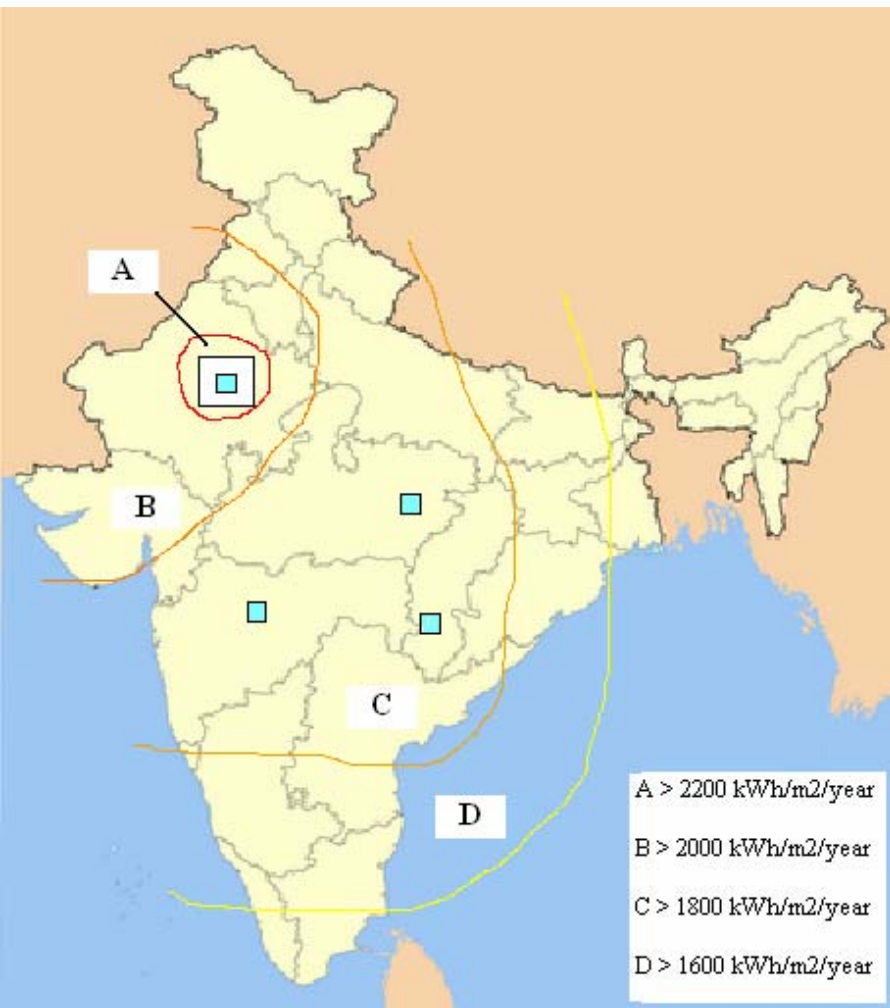 A
B
C
D
A > 2200 kWh/m2/year
B > 2000 kWh/m2/year
C > 1800 kWh/m2/year
D > 1600 kWh/m2/year